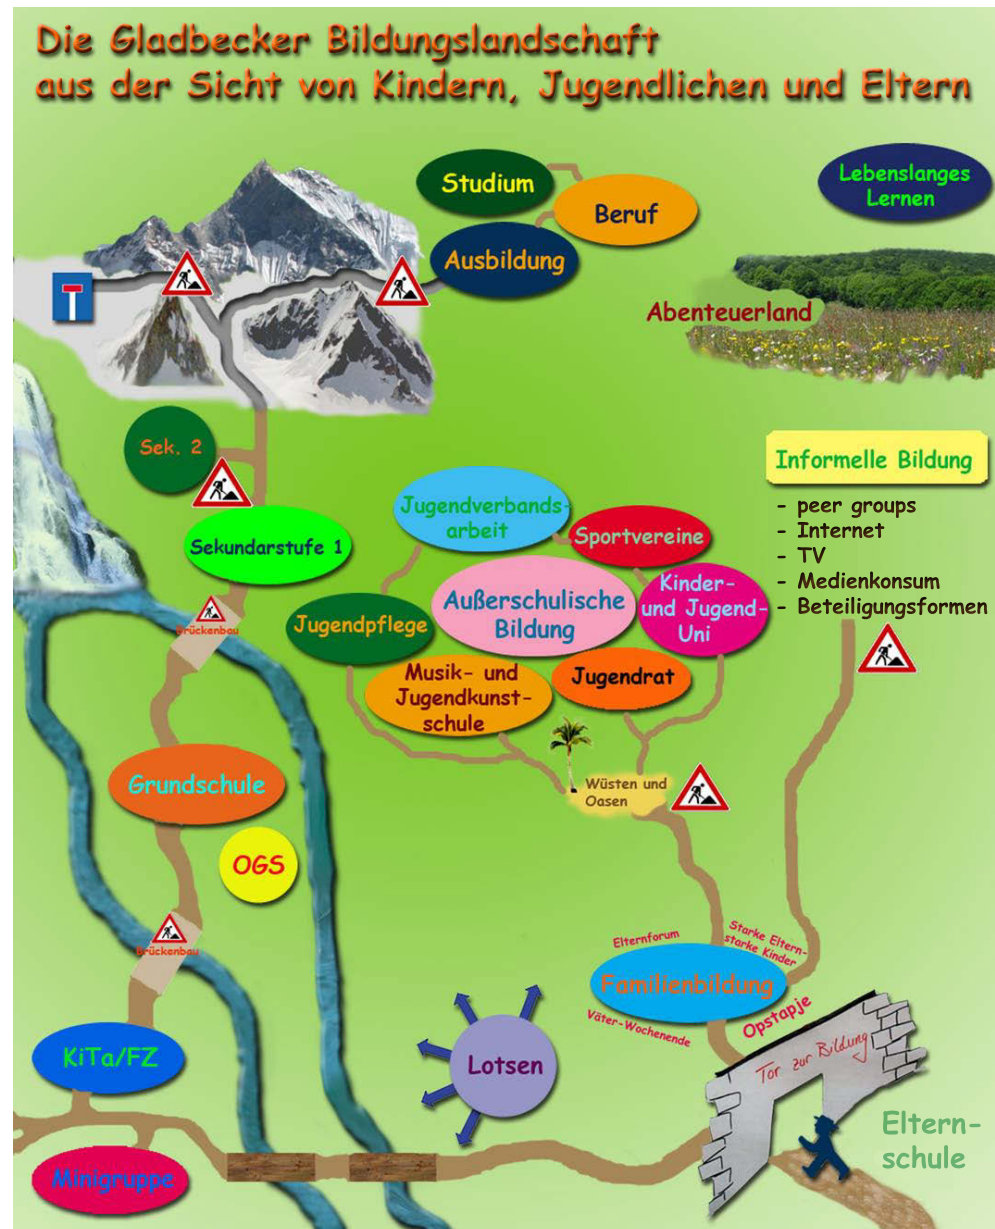 Die Gladbecker Bildungslandschaft
aus der Sicht von Kindern, Jugendlichen und Eltern
Studium
Beruf
Ausbildung
Lebenslanges
Lernen
Abenteuerland
Sek. 2
Sekundarstufe 1
Brückenbau
Informelle Bildung
- peer groups
- Internet
- TV
- Medienkonsum
- Beteiligungsformen
Jugendverbands-
arbeit
Sportvereine
Außerschulische
Bildung
Kinder-
und Jugend-
Uni
Jugendpflege
Musik- und
Jugendkunst-
schule
Jugendrat
Wüsten und
Oasen
Grundschule
OGS
Brückenbau
Elternforum
Starke Eltern-
starke Kinder
Familienbildung
Väter-Wochenende
Opstapje
KiTa/FZ
Lotsen
Tor zur Bildung
Eltern-
schule
Minigruppe